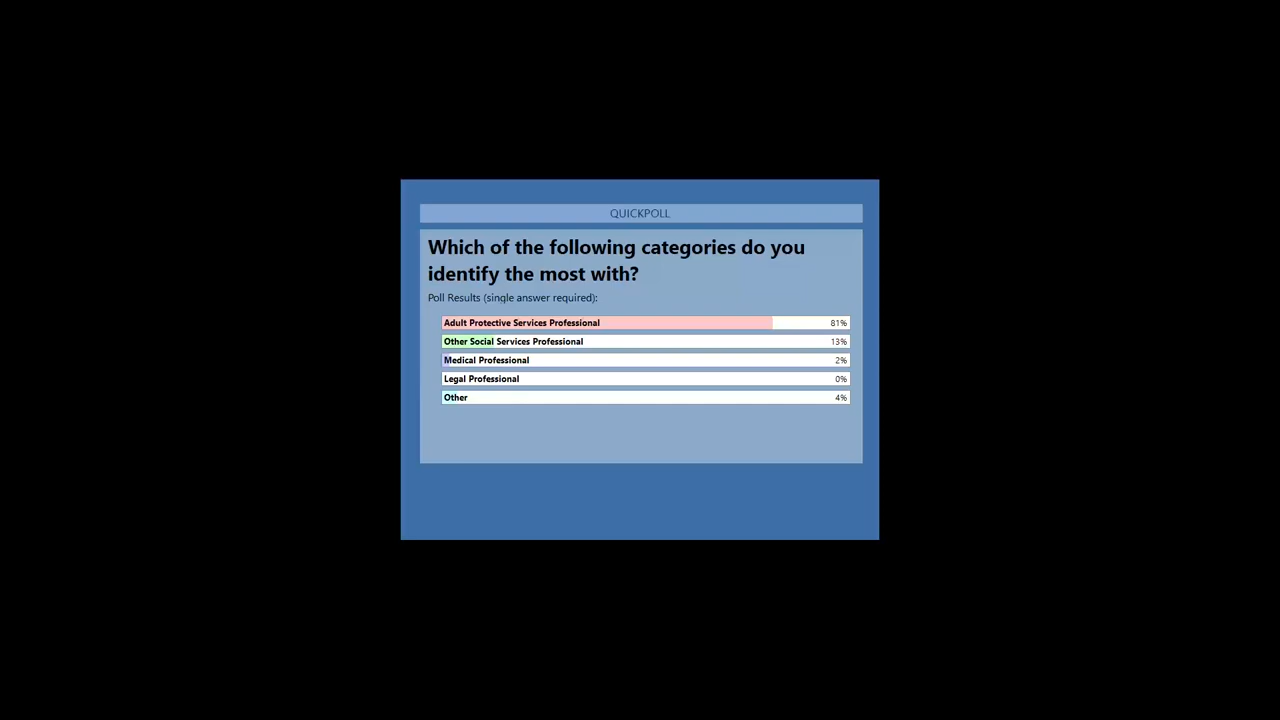 QUICKPOLL
Which of the following categories do you
identify the most with?
Poll Results (single answer required):
Adult Protective Services Professional 81%
Other Social Services Professional 13%
Medical Professional 2%
Legal Professional 0%
Other 4%